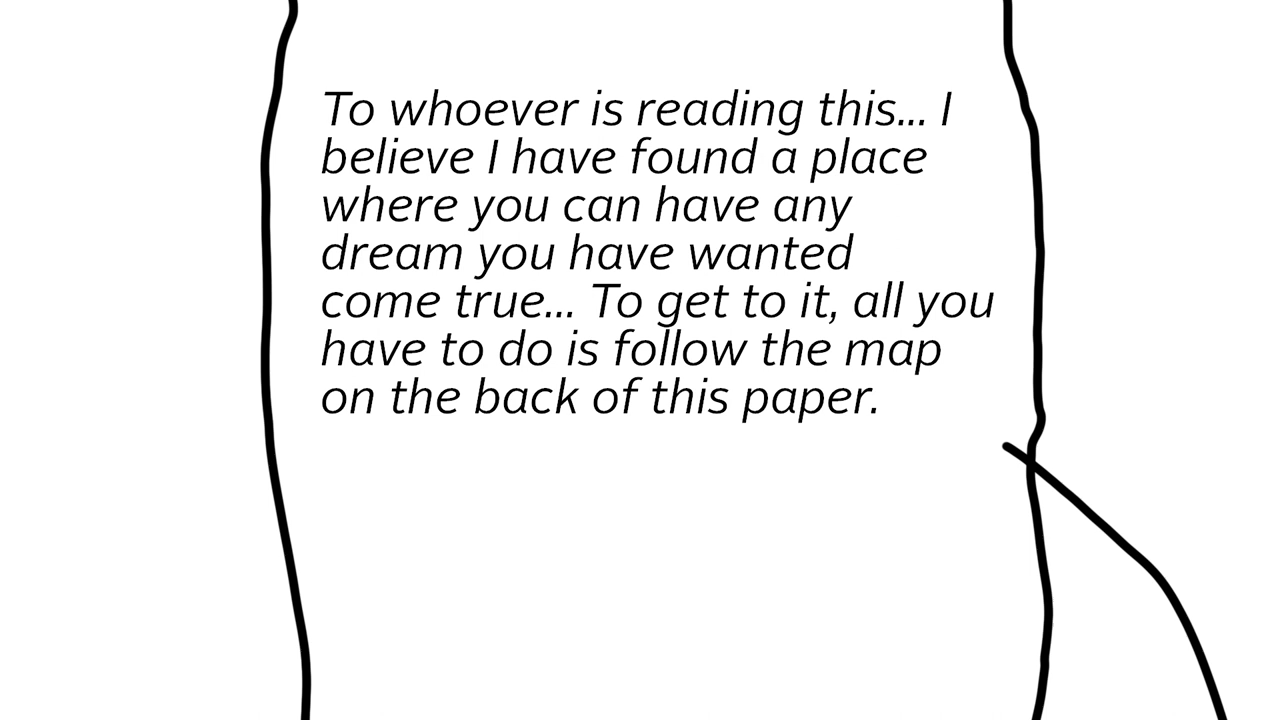 To whoever is reading this... I
believe I have found a place
where you can have any
dream you have wanted
come true... To get to it, all you
have to do is follow the map
on the back of this paper.